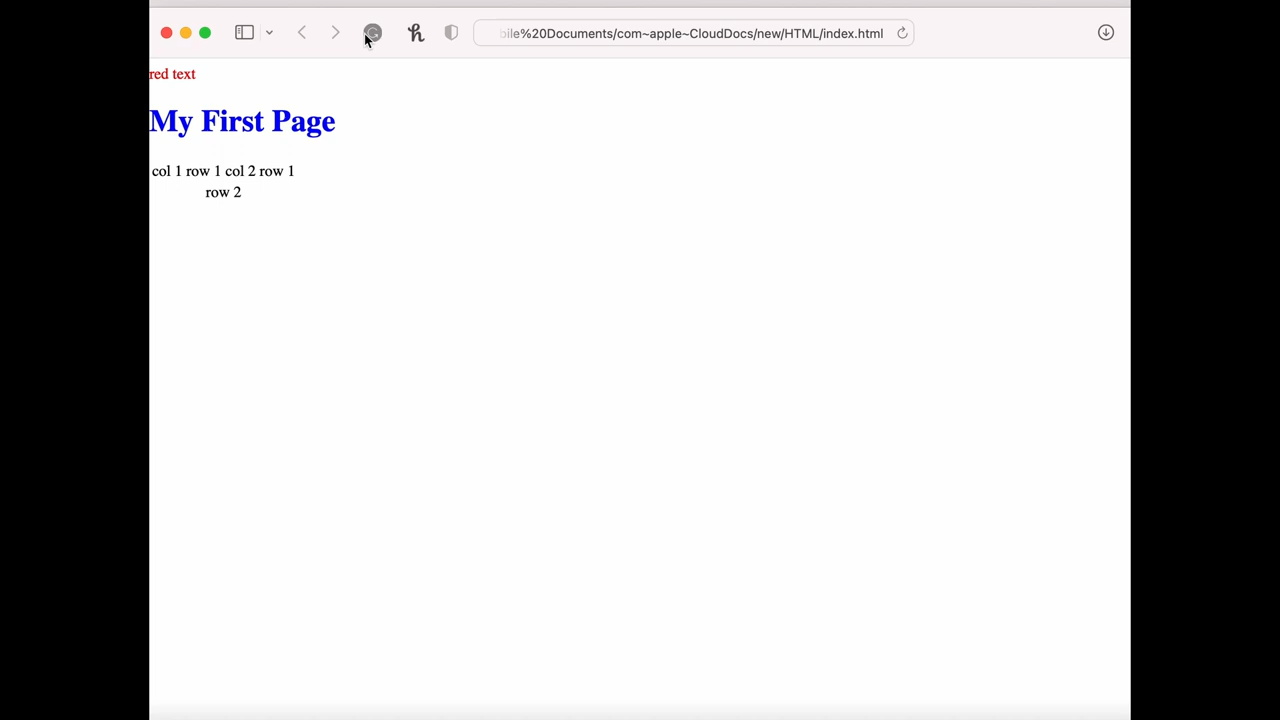 bile%20Documents/com~apple~CloudDocs/new/HTML/index.html
red text
My First Page
col 1 row 1 col 2 row 1
row 2